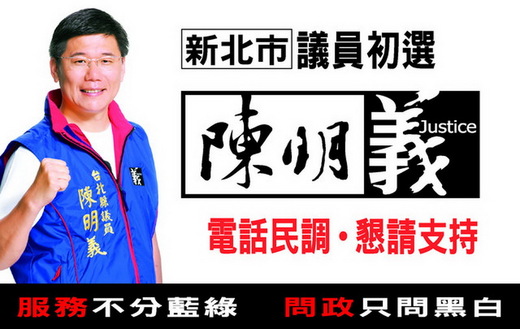 新北市 議員初選
陳明義
Justice
電話民調・懇請支持
義
台北縣議員
陳明義
服務不分藍綠 問政只問黑白